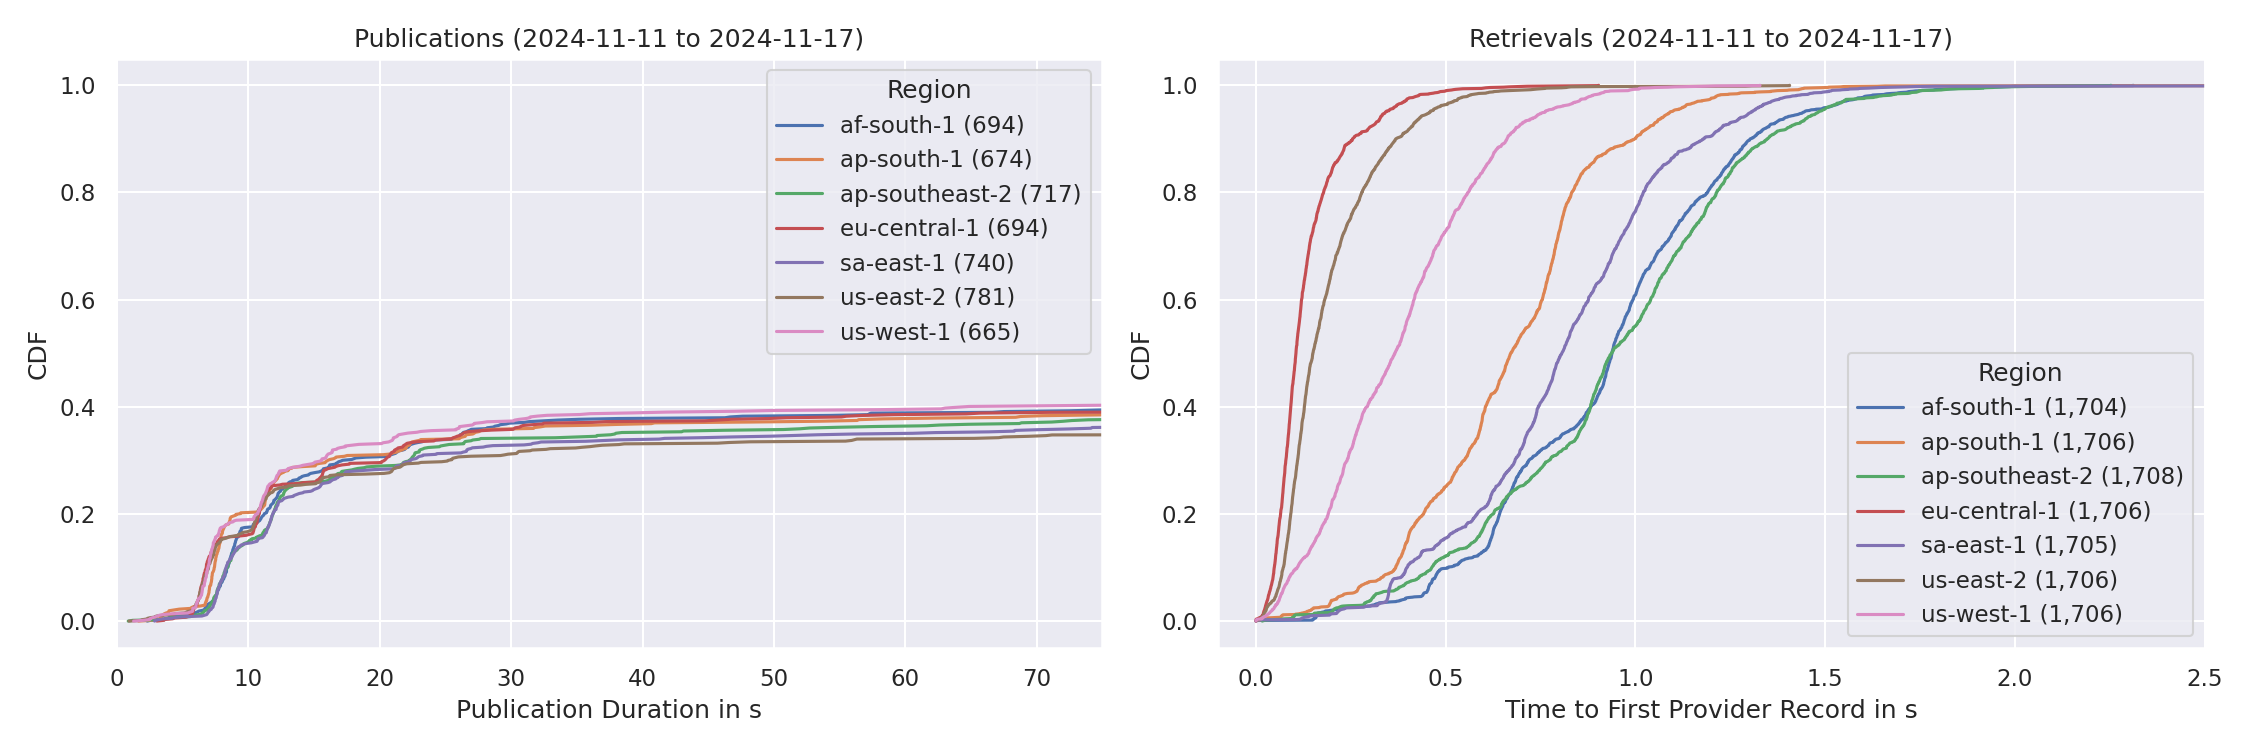 Publications (2024-11-11 to 2024-11-17)
CDF
1.0
0.8
0.6
0.4
0.2
0.0
0 10 20 30 40 50 60 70
Publication Duration in s
Region
af-south-1 (694)
ap-south-1 (674)
ap-southeast-2 (717)
eu-central-1 (694)
sa-east-1 (740)
us-east-2 (781)
us-west-1 (665)
Retrievals (2024-11-11 to 2024-11-17)
CDF
1.0
0.8
0.6
0.4
0.2
0.0
0.0 0.5 1.0 1.5 2.0 2.5
Time to First Provider Record in s
Region
af-south-1 (1,704)
ap-south-1 (1,706)
ap-southeast-2 (1,708)
eu-central-1 (1,706)
sa-east-1 (1,705)
us-east-2 (1,706)
us-west-1 (1,706)